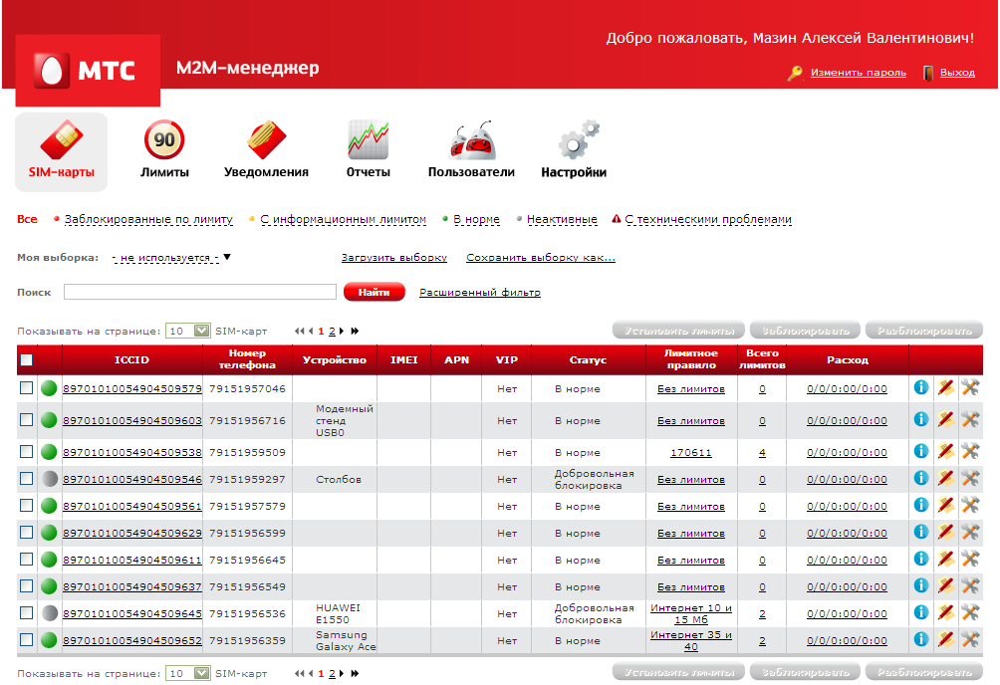 Добро пожаловать, Мазин Алексей Валентинович!
МТС
М2М-менеджер
Изменить пароль Выход
90
SIM-карты Лимиты Уведомления Отчеты Пользователи Настройки
Все Заблокированные по лимиту С информационным лимитом В норме Неактивные С техническими проблемами
Моя выборка: - не используется - Загрузить выборку Сохранить выборку как...
Поиск Найти Расширенный фильтр
Показывать на странице: 10 SIM-карт 1 2 Установить лимиты Заблокировать Разблокировать
ICCID Номер телефона Устройство IMEI APN VIP Статус Лимитное правило Всего лимитов Расход
89701010054904509579 79151957046 Нет В норме Без лимитов 0 0/0/0:00/0:00
89701010054904509603 79151956716 Модемный стенд USB0 Нет В норме Без лимитов 0 0/0/0:00/0:00
89701010054904509538 79151959509 Нет В норме 170611 4 0/0/0:00/0:00
89701010054904509546 79151959297 Столбов Нет Добровольная блокировка Без лимитов 0 0/0/0:00/0:00
89701010054904509561 79151957579 Нет В норме Без лимитов 0 0/0/0:00/0:00
89701010054904509629 79151956599 Нет В норме Без лимитов 0 0/0/0:00/0:00
89701010054904509611 79151956645 Нет В норме Без лимитов 0 0/0/0:00/0:00
89701010054904509637 79151956549 Нет В норме Без лимитов 0 0/0/0:00/0:00
89701010054904509645 79151956536 HUAWEI E1550 Нет Добровольная блокировка Интернет 10 и 15 Мб 2 0/0/0:00/0:00
89701010054904509652 79151956359 Samsung Galaxy Ace Нет В норме Интернет 35 и 40 2 0/0/0:00/0:00
Показывать на странице: 10 SIM-карт 1 2 Установить лимиты Заблокировать Разблокировать